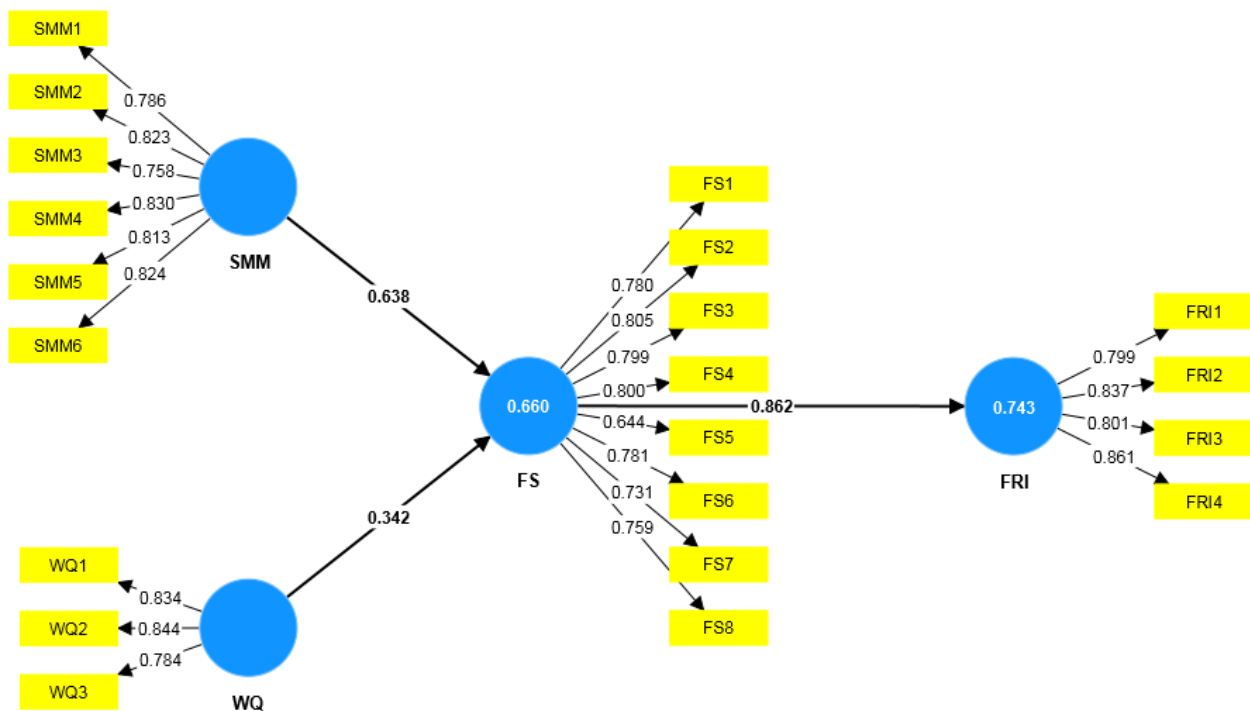 SMM1
SMM2
SMM3
SMM4
SMM5
SMM6
0.786
0.823
0.758
0.830
0.813
0.824
SMM
0.638
WQ1
WQ2
WQ3
0.834
0.844
0.784
WQ
0.342
0.660
FS
FS1
FS2
FS3
FS4
FS5
FS6
FS7
FS8
0.780
0.805
0.799
0.800
0.644
0.781
0.731
0.759
0.862
0.743
FRI
0.799
0.837
0.801
0.861
FRI1
FRI2
FRI3
FRI4